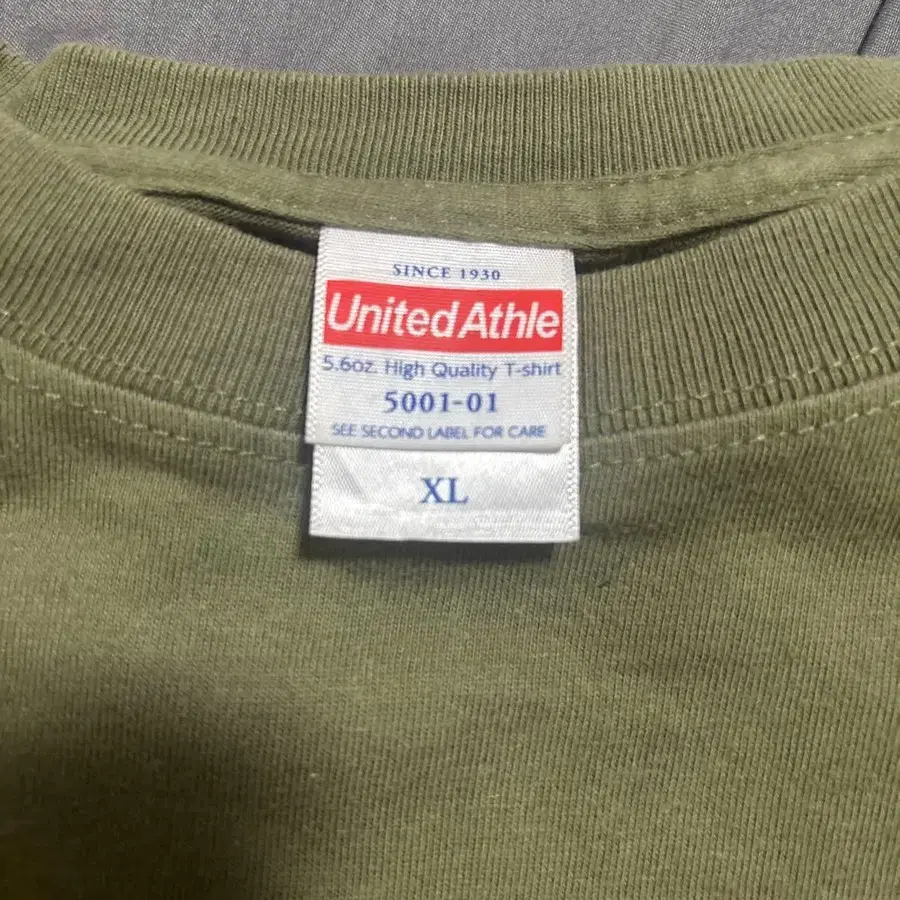 SINCE 1930
United Athle
5.6oz. High Quality T-shirt
5001-01
SEE SECOND LABEL FOR CARE
XL